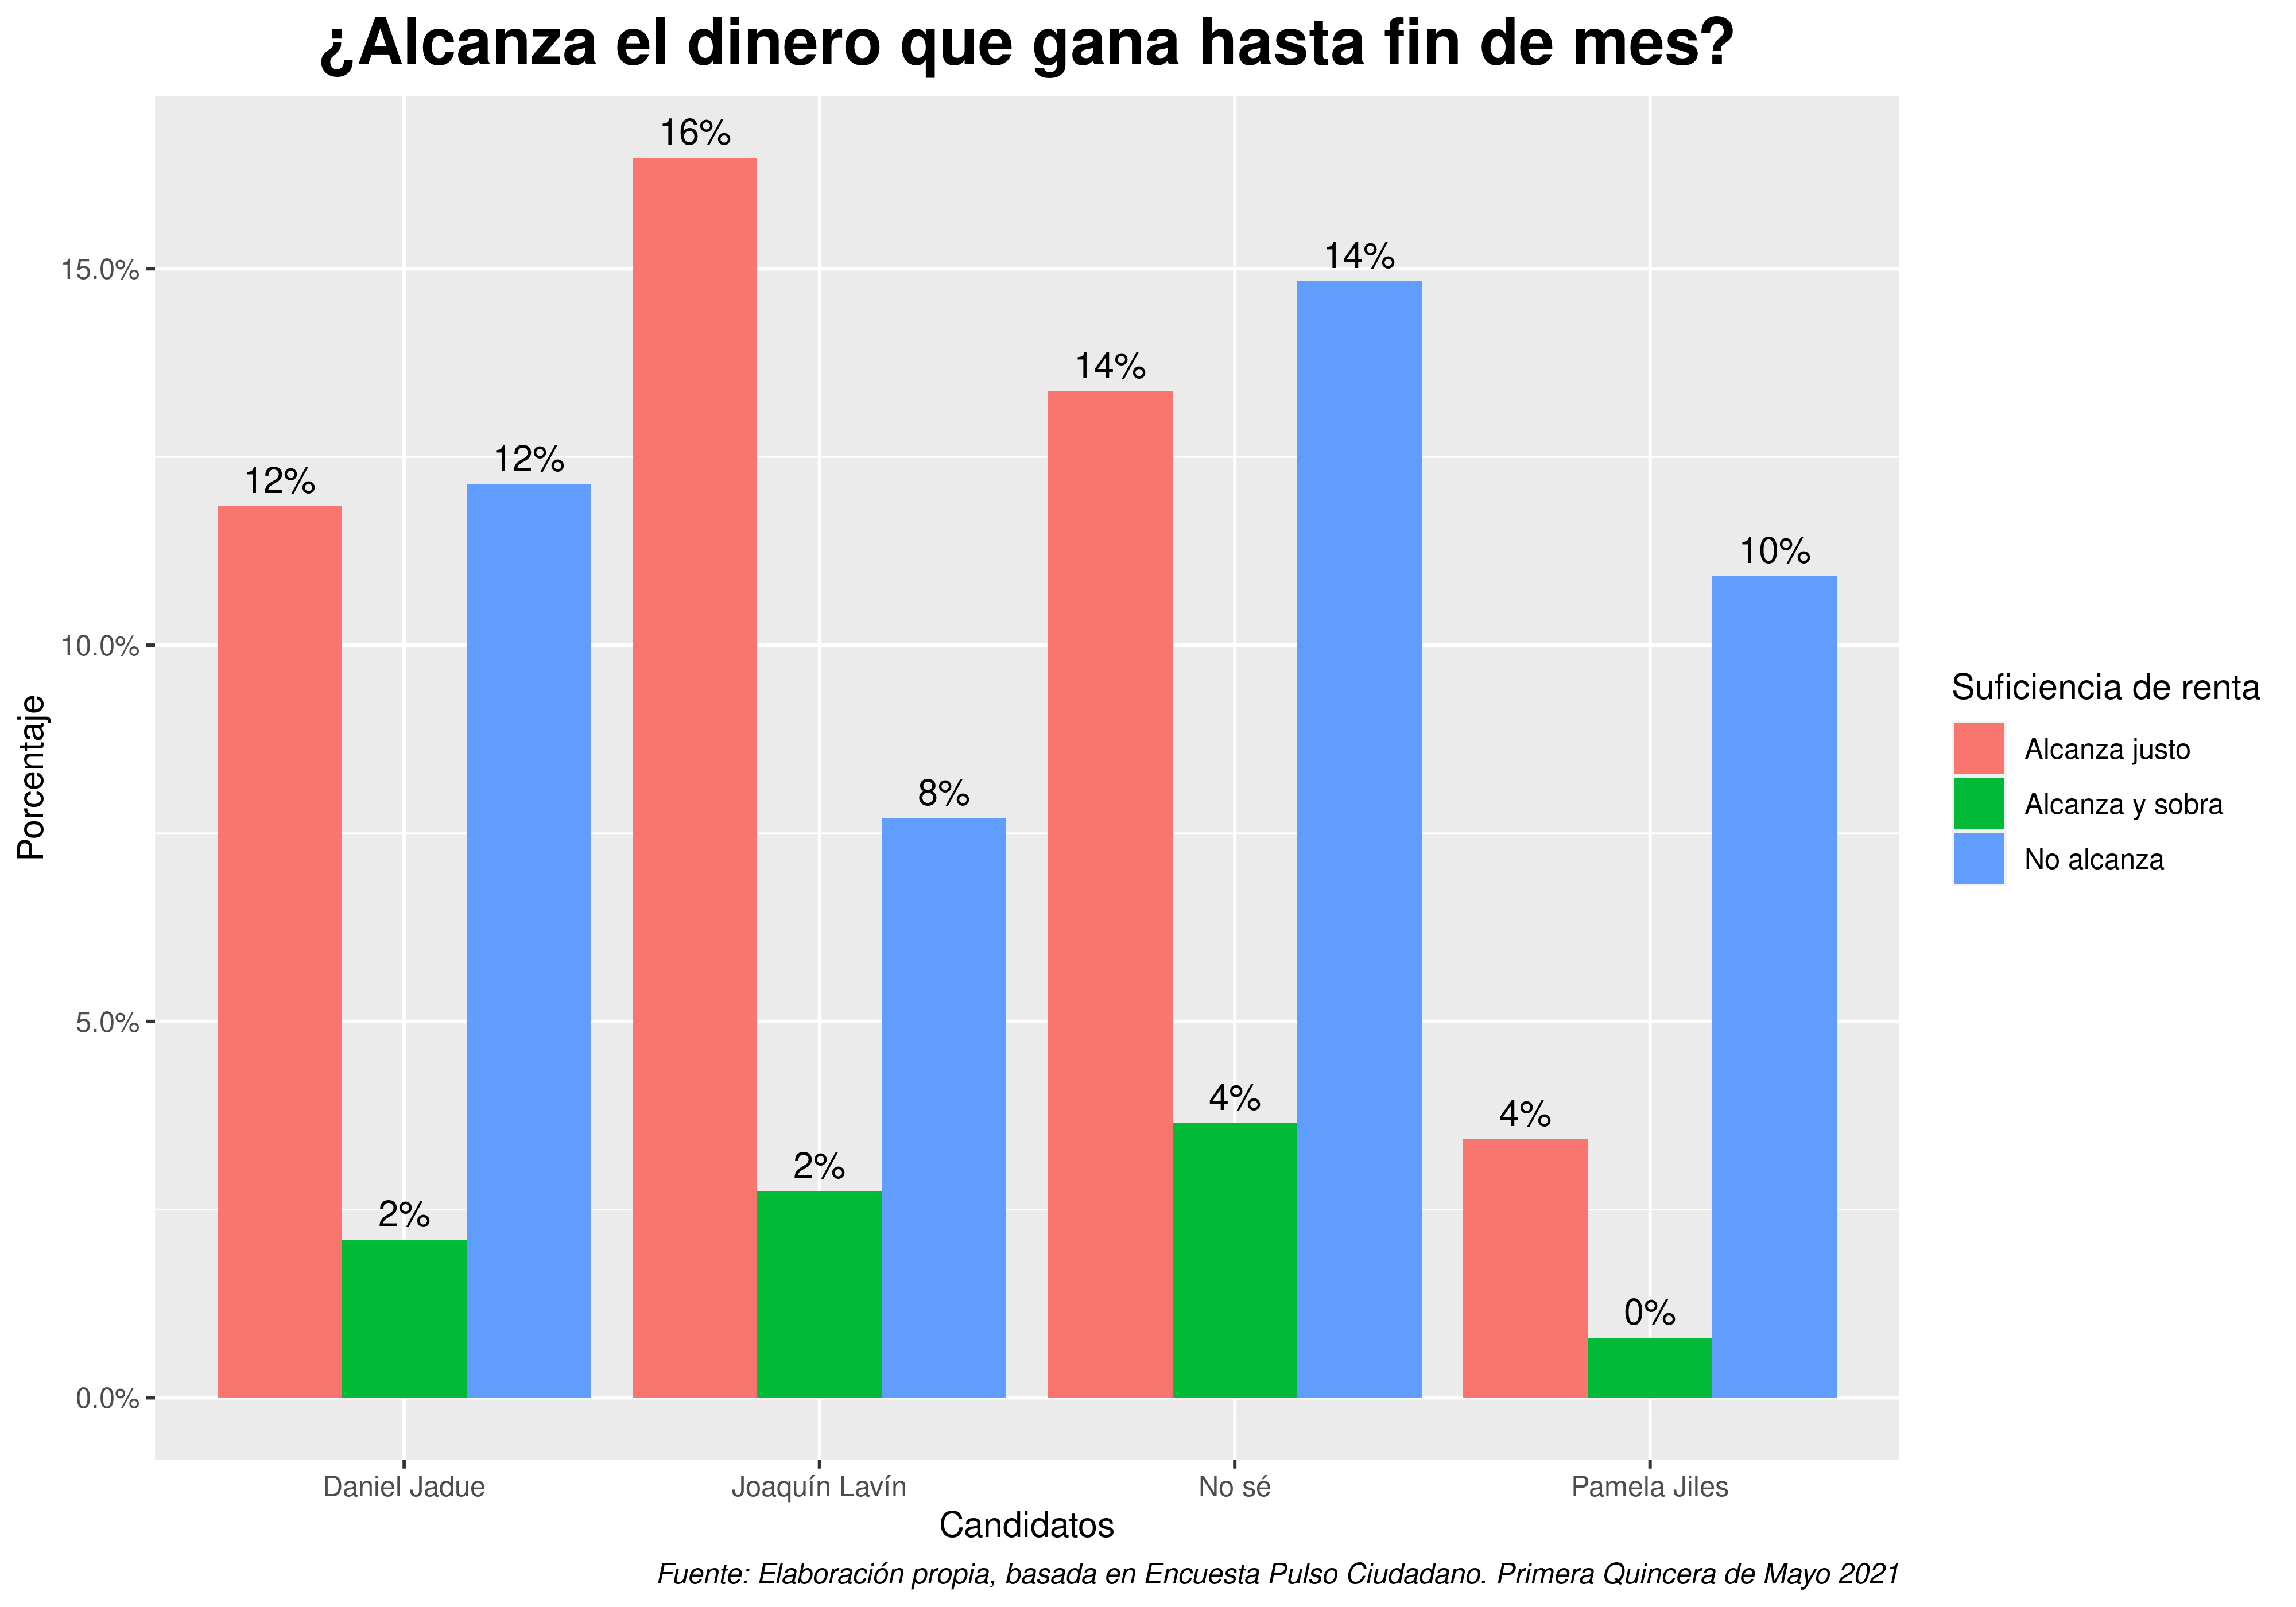 ¿Alcanza el dinero que gana hasta fin de mes?
16%
15.0%
14%
14%
12%
12%
10%
10.0%
8%
5.0%
4%
4%
2%
2%
0%
0.0%
Porcentaje
Suficiencia de renta
Alcanza justo
Alcanza y sobra
No alcanza
Daniel Jadue
Joaquín Lavín
No sé
Pamela Jiles
Candidatos
Fuente: Elaboración propia, basada en Encuesta Pulso Ciudadano. Primera Quincera de Mayo 2021